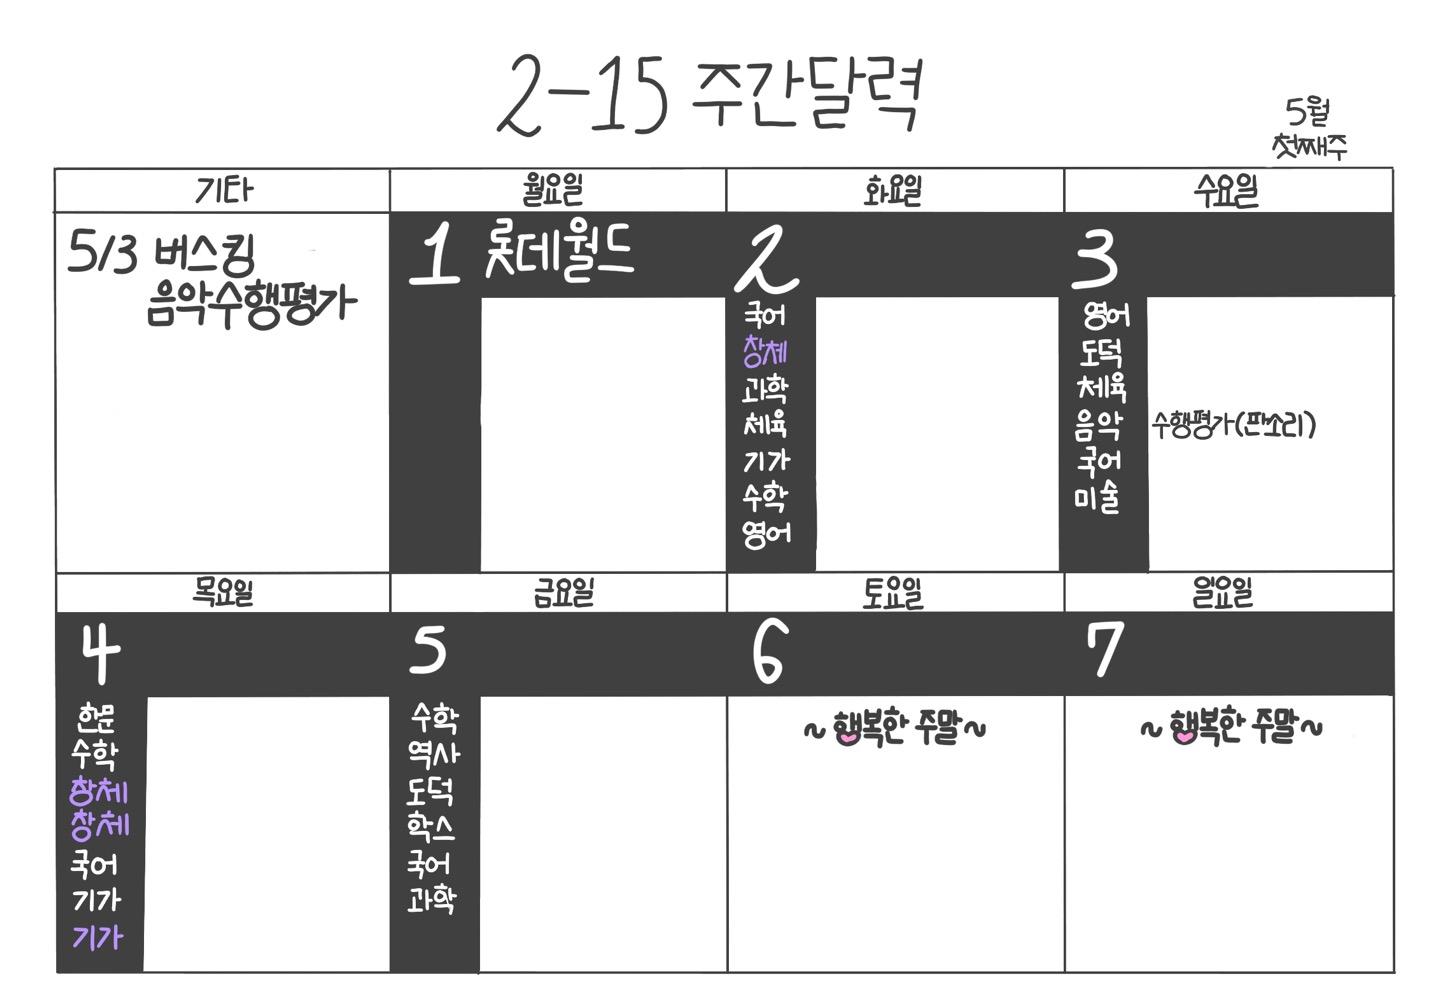 2-15 주간달력
5월
첫째주
기타
월요일
화요일
수요일
5/3 버스킹
음악수행평가
1 롯데월드
2
국어
창체
과학
체육
기가
수학
영어
3
영어
도덕
체육
음악 수행평가(판소리)
국어
미술
목요일
금요일
토요일
일요일
4
한문
수학
창체
창체
국어
기가
기가
5
수학
역사
도덕
학스
국어
과학
6
~ 행복한 주말~
7
~ 행복한 주말~